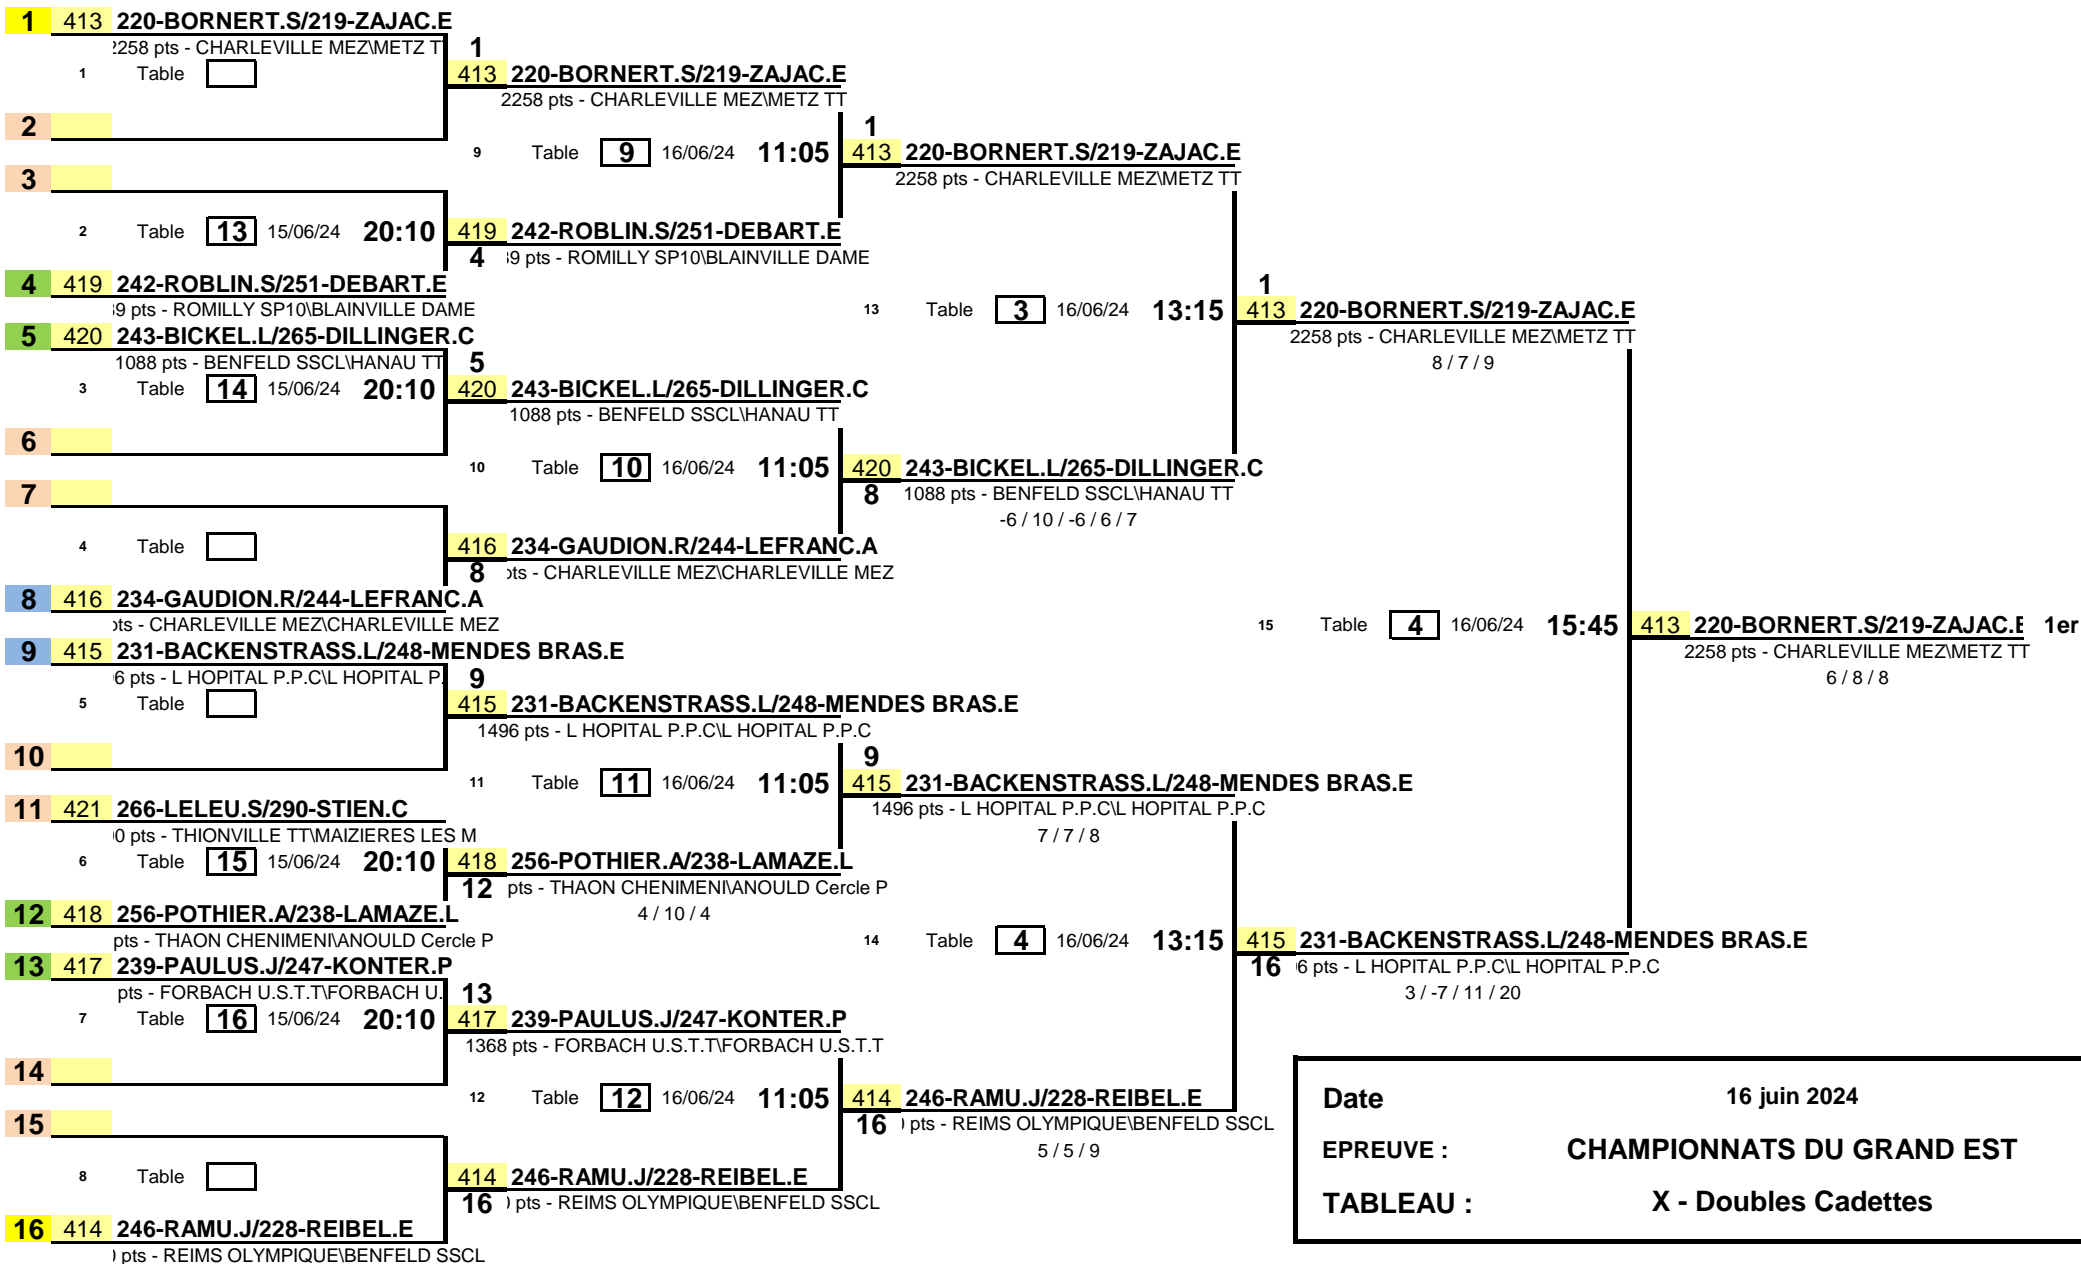 1 413 220-BORNERT.S/219-ZAJAC.E
2258 pts - CHARLEVILLE MEZ\METZ T
1 Table
1
413 220-BORNERT.S/219-ZAJAC.E
2258 pts - CHARLEVILLE MEZ\METZ TT
2
9 Table 9 16/06/24 11:05
1
413 220-BORNERT.S/219-ZAJAC.E
2258 pts - CHARLEVILLE MEZ\METZ TT
3
2 Table 13 15/06/24 20:10
419 242-ROBLIN.S/251-DEBART.E
4 39 pts - ROMILLY SP10\BLAINVILLE DAME
4 419 242-ROBLIN.S/251-DEBART.E
39 pts - ROMILLY SP10\BLAINVILLE DAME
13 Table 3 16/06/24 13:15
1
413 220-BORNERT.S/219-ZAJAC.E
2258 pts - CHARLEVILLE MEZ\METZ TT
8 / 7 / 9
5 420 243-BICKEL.L/265-DILLINGER.C
1088 pts - BENFELD SSCL\HANAU TT
3 Table 14 15/06/24 20:10
5
420 243-BICKEL.L/265-DILLINGER.C
1088 pts - BENFELD SSCL\HANAU TT
6
10 Table 10 16/06/24 11:05
420 243-BICKEL.L/265-DILLINGER.C
8 1088 pts - BENFELD SSCL\HANAU TT
-6 / 10 / -6 / 6 / 7
7
4 Table
416 234-GAUDION.R/244-LEFRANC.A
8 pts - CHARLEVILLE MEZ\CHARLEVILLE MEZ
8 416 234-GAUDION.R/244-LEFRANC.A
pts - CHARLEVILLE MEZ\CHARLEVILLE MEZ
15 Table 4 16/06/24 15:45
413 220-BORNERT.S/219-ZAJAC.E 1er
2258 pts - CHARLEVILLE MEZ\METZ TT
6 / 8 / 8
9 415 231-BACKENSTRASS.L/248-MENDES BRAS.E
6 pts - L HOPITAL P.P.C\L HOPITAL P.
5 Table
9
415 231-BACKENSTRASS.L/248-MENDES BRAS.E
1496 pts - L HOPITAL P.P.C\L HOPITAL P.P.C
10
11 Table 11 16/06/24 11:05
9
415 231-BACKENSTRASS.L/248-MENDES BRAS.E
1496 pts - L HOPITAL P.P.C\L HOPITAL P.P.C
7 / 7 / 8
11 421 266-LELEU.S/290-STIEN.C
0 pts - THIONVILLE TT\MAIZIERES LES M
6 Table 15 15/06/24 20:10
418 256-POTHIER.A/238-LAMAZE.L
12 pts - THAON CHENIMENI\ANOULD Cercle P
4 / 10 / 4
12 418 256-POTHIER.A/238-LAMAZE.L
pts - THAON CHENIMENI\ANOULD Cercle P
14 Table 4 16/06/24 13:15
415 231-BACKENSTRASS.L/248-MENDES BRAS.E
16 6 pts - L HOPITAL P.P.C\L HOPITAL P.P.C
3 / -7 / 11 / 20
13 417 239-PAULUS.J/247-KONTER.P
pts - FORBACH U.S.T.T\FORBACH U.
7 Table 16 15/06/24 20:10
13
417 239-PAULUS.J/247-KONTER.P
1368 pts - FORBACH U.S.T.T\FORBACH U.S.T.T
14
12 Table 12 16/06/24 11:05
414 246-RAMU.J/228-REIBEL.E
16 pts - REIMS OLYMPIQUE\BENFELD SSCL
5 / 5 / 9
15
8 Table
414 246-RAMU.J/228-REIBEL.E
16 pts - REIMS OLYMPIQUE\BENFELD SSCL
16 414 246-RAMU.J/228-REIBEL.E
pts - REIMS OLYMPIQUE\BENFELD SSCL
Date 16 juin 2024
EPREUVE : CHAMPIONNATS DU GRAND EST
TABLEAU : X - Doubles Cadettes